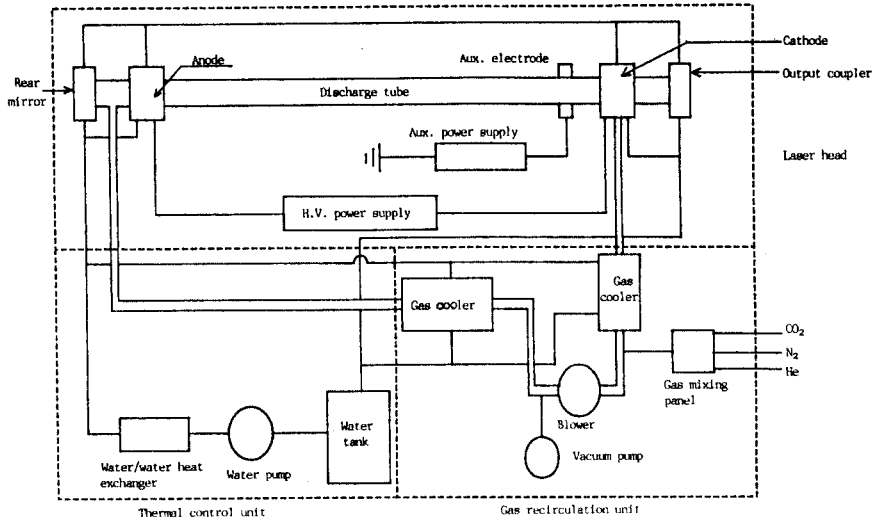 Cathode
Anode
Aux. electrode
Output coupler
Rear
mirror
Discharge tube
Aux. power supply
Laser head
H.V. power supply
Gas
cooler
Gas cooler
CO2
N2
He
Gas mixing
panel
Water
tank
Blower
Water/water heat
exchanger
Water pump
Vacuum pump
Thermal control unit
Gas recirculation unit